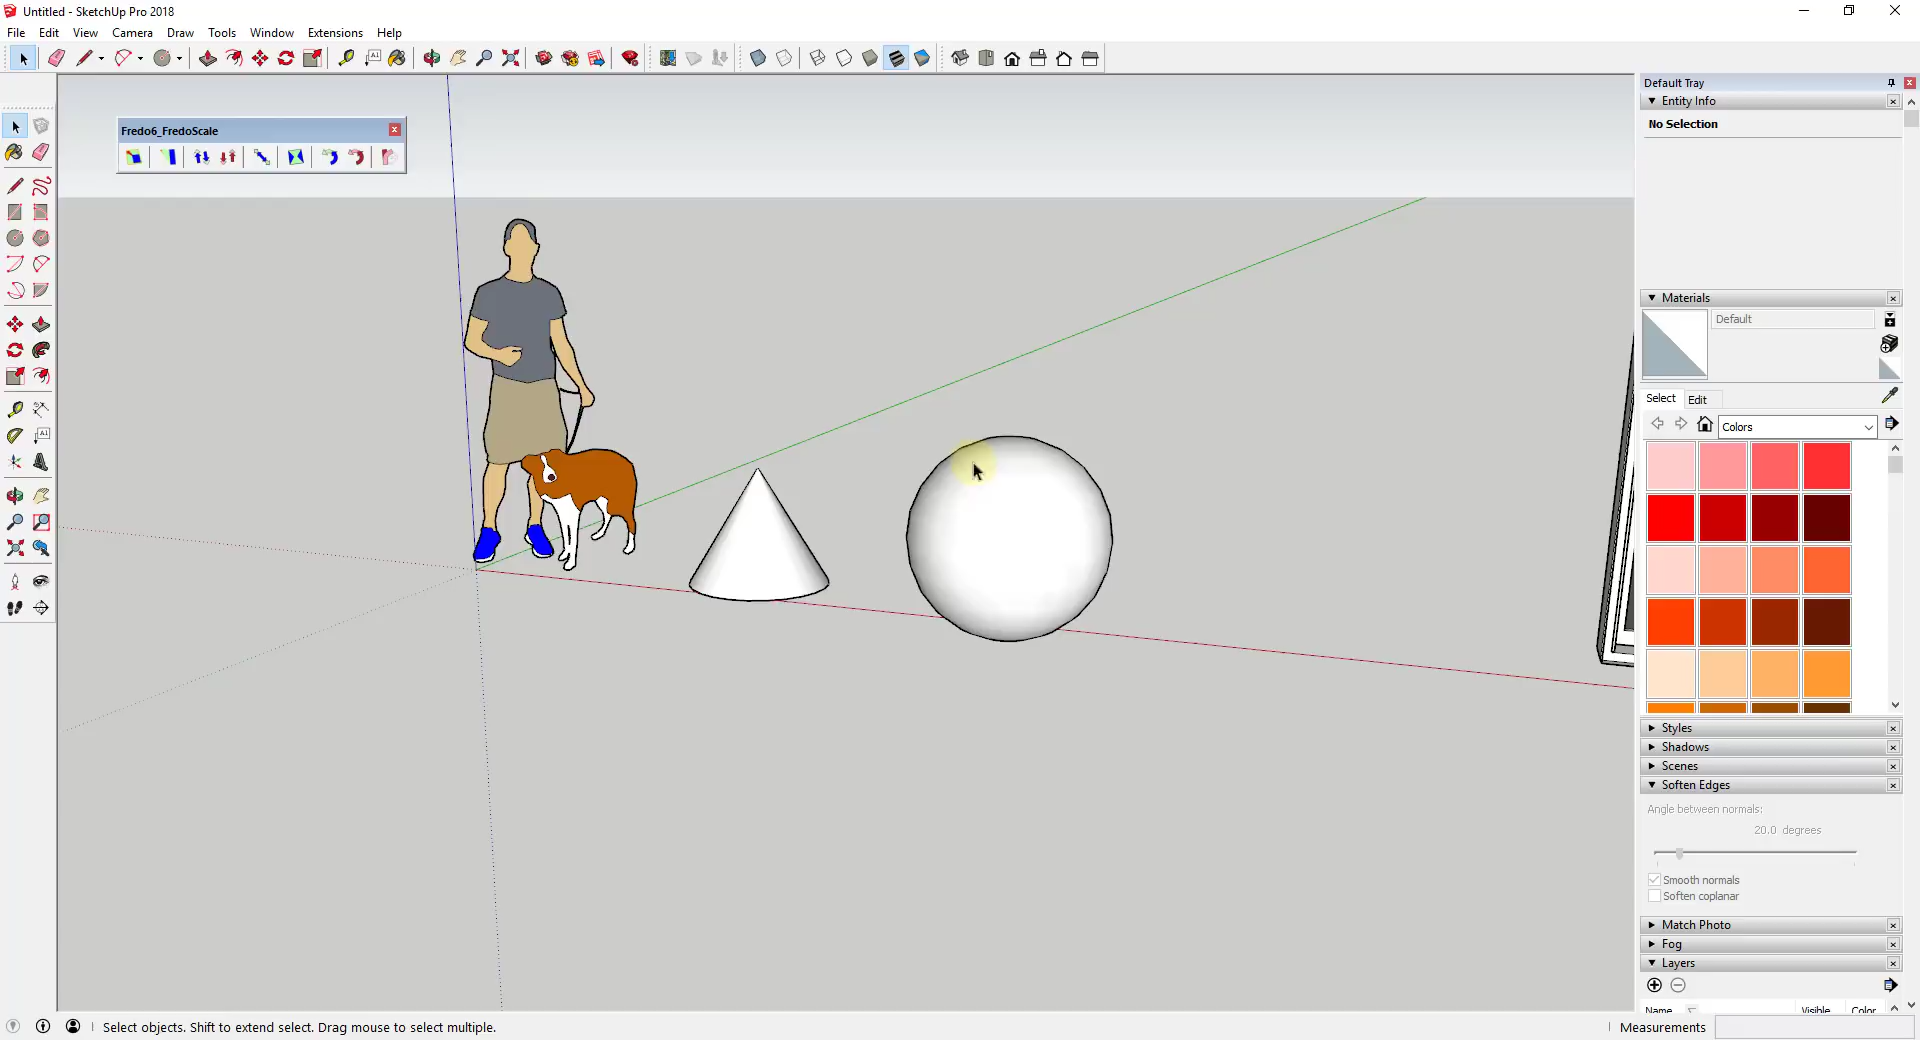 Untitled - SketchUp Pro 2018
File Edit View Camera Draw Tools Window Extensions Help
Default Tray
Entity Info
No Selection
Fredo6_FredoScale
Materials
Default
Select Edit
Colors
Styles
Shadows
Scenes
Soften Edges
Angle between normals:
20.0 degrees
Smooth normals
Soften coplanar
Match Photo
Fog
Layers
Name Visible Color
Select objects. Shift to extend select. Drag mouse to select multiple.
Measurements